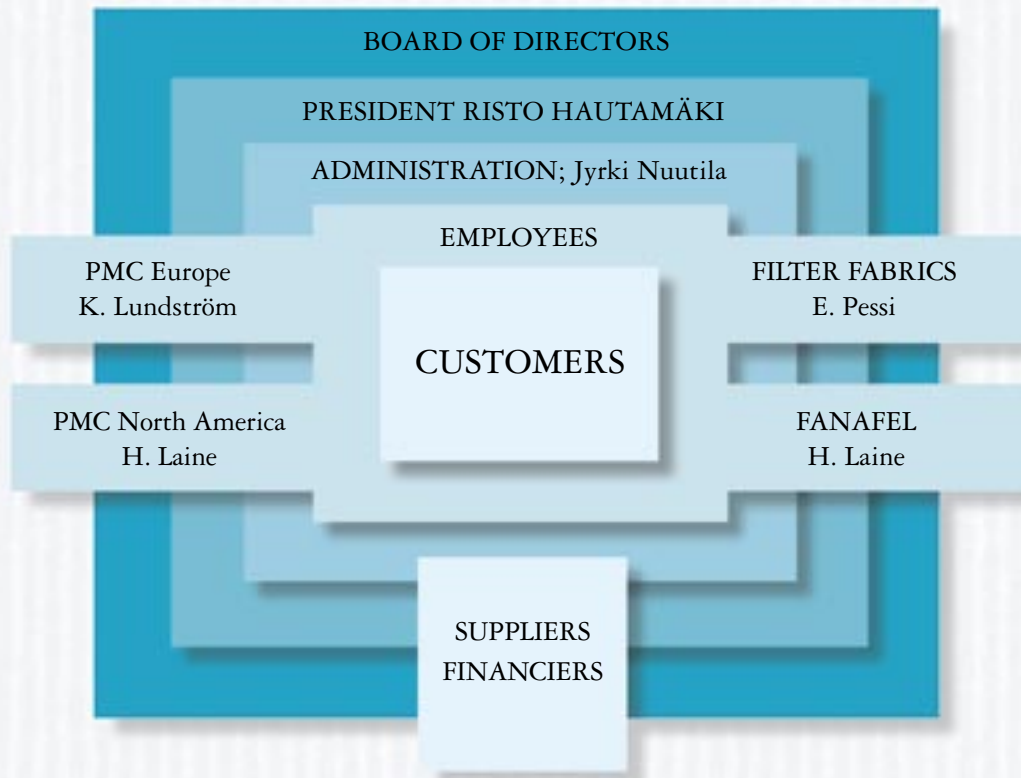 BOARD OF DIRECTORS
PRESIDENT RISTO HAUTAMÄKI
ADMINISTRATION; Jyrki Nuutila
EMPLOYEES
PMC Europe
K. Lundström
FILTER FABRICS
E. Pessi
CUSTOMERS
PMC North America
H. Laine
FANAFEL
H. Laine
SUPPLIERS
FINANCIERS